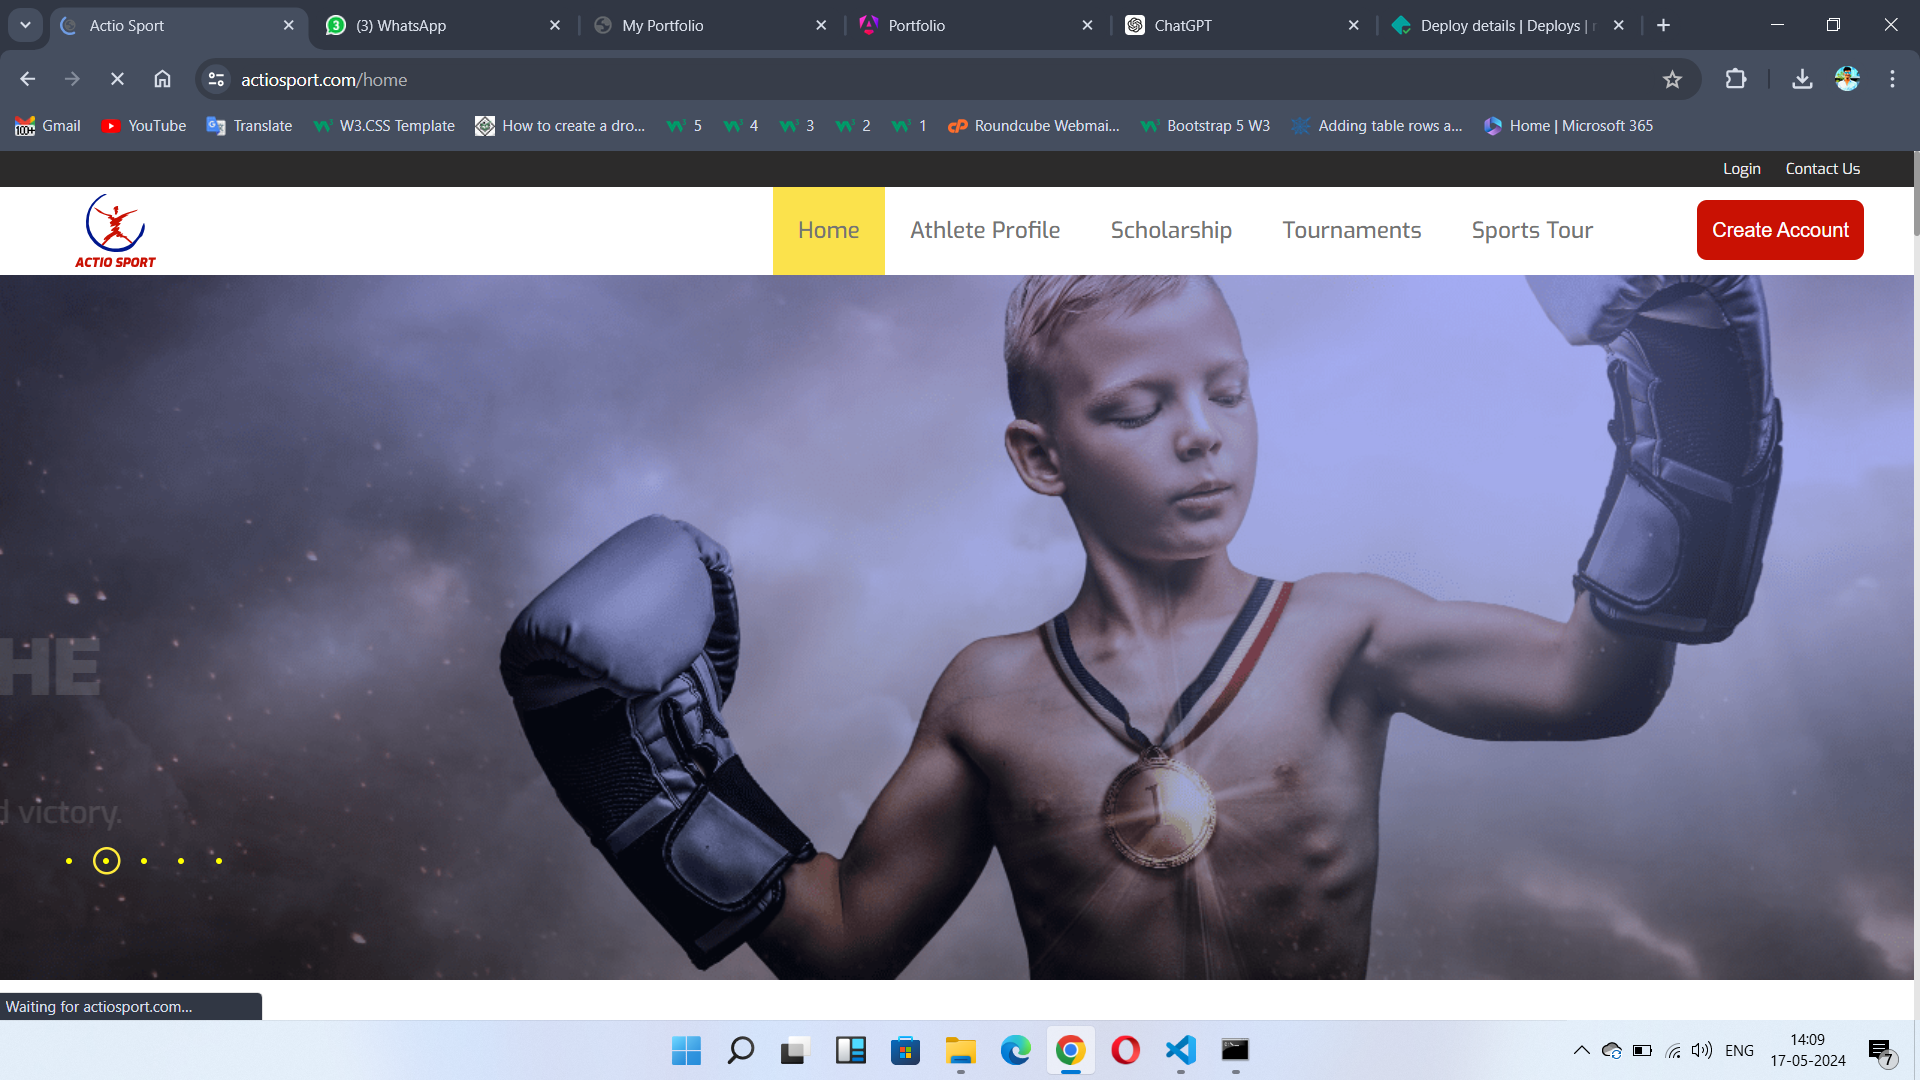 Actio Sport
(3) WhatsApp
My Portfolio
Portfolio
ChatGPT
Deploy details | Deploys |
actiosport.com/home
Gmail
YouTube
Translate
W3.CSS Template
How to create a dro...
5
4
3
2
1
Roundcube Webmai...
Bootstrap 5 W3
Adding table rows a...
Home | Microsoft 365
Login
Contact Us
ACTIO SPORT
Home
Athlete Profile
Scholarship
Tournaments
Sports Tour
Create Account
HE
d victory.
1
Waiting for actiosport.com...
ENG
14:09
17-05-2024
7